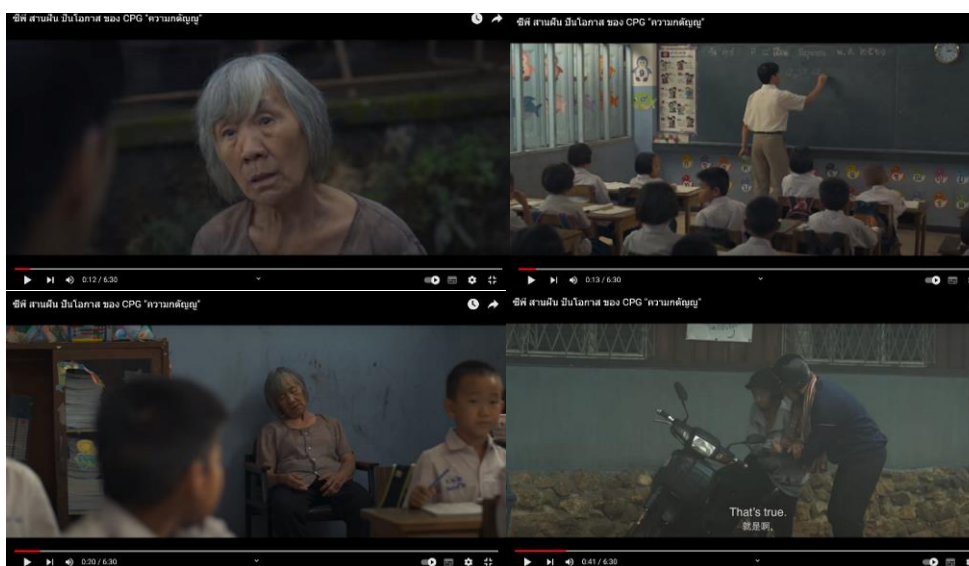 ซีพี สานฝัน ปันโอกาส ของ CPG "ความกตัญญู"
0:12 / 6:30
ซีพี สานฝัน ปันโอกาส ของ CPG "ความกตัญญู"
0:13 / 6:30
ซีพี สานฝัน ปันโอกาส ของ CPG "ความกตัญญู"
0:20 / 6:30
ซีพี สานฝัน ปันโอกาส ของ CPG "ความกตัญญู"
That's true.
就是啊
0:41 / 6:30